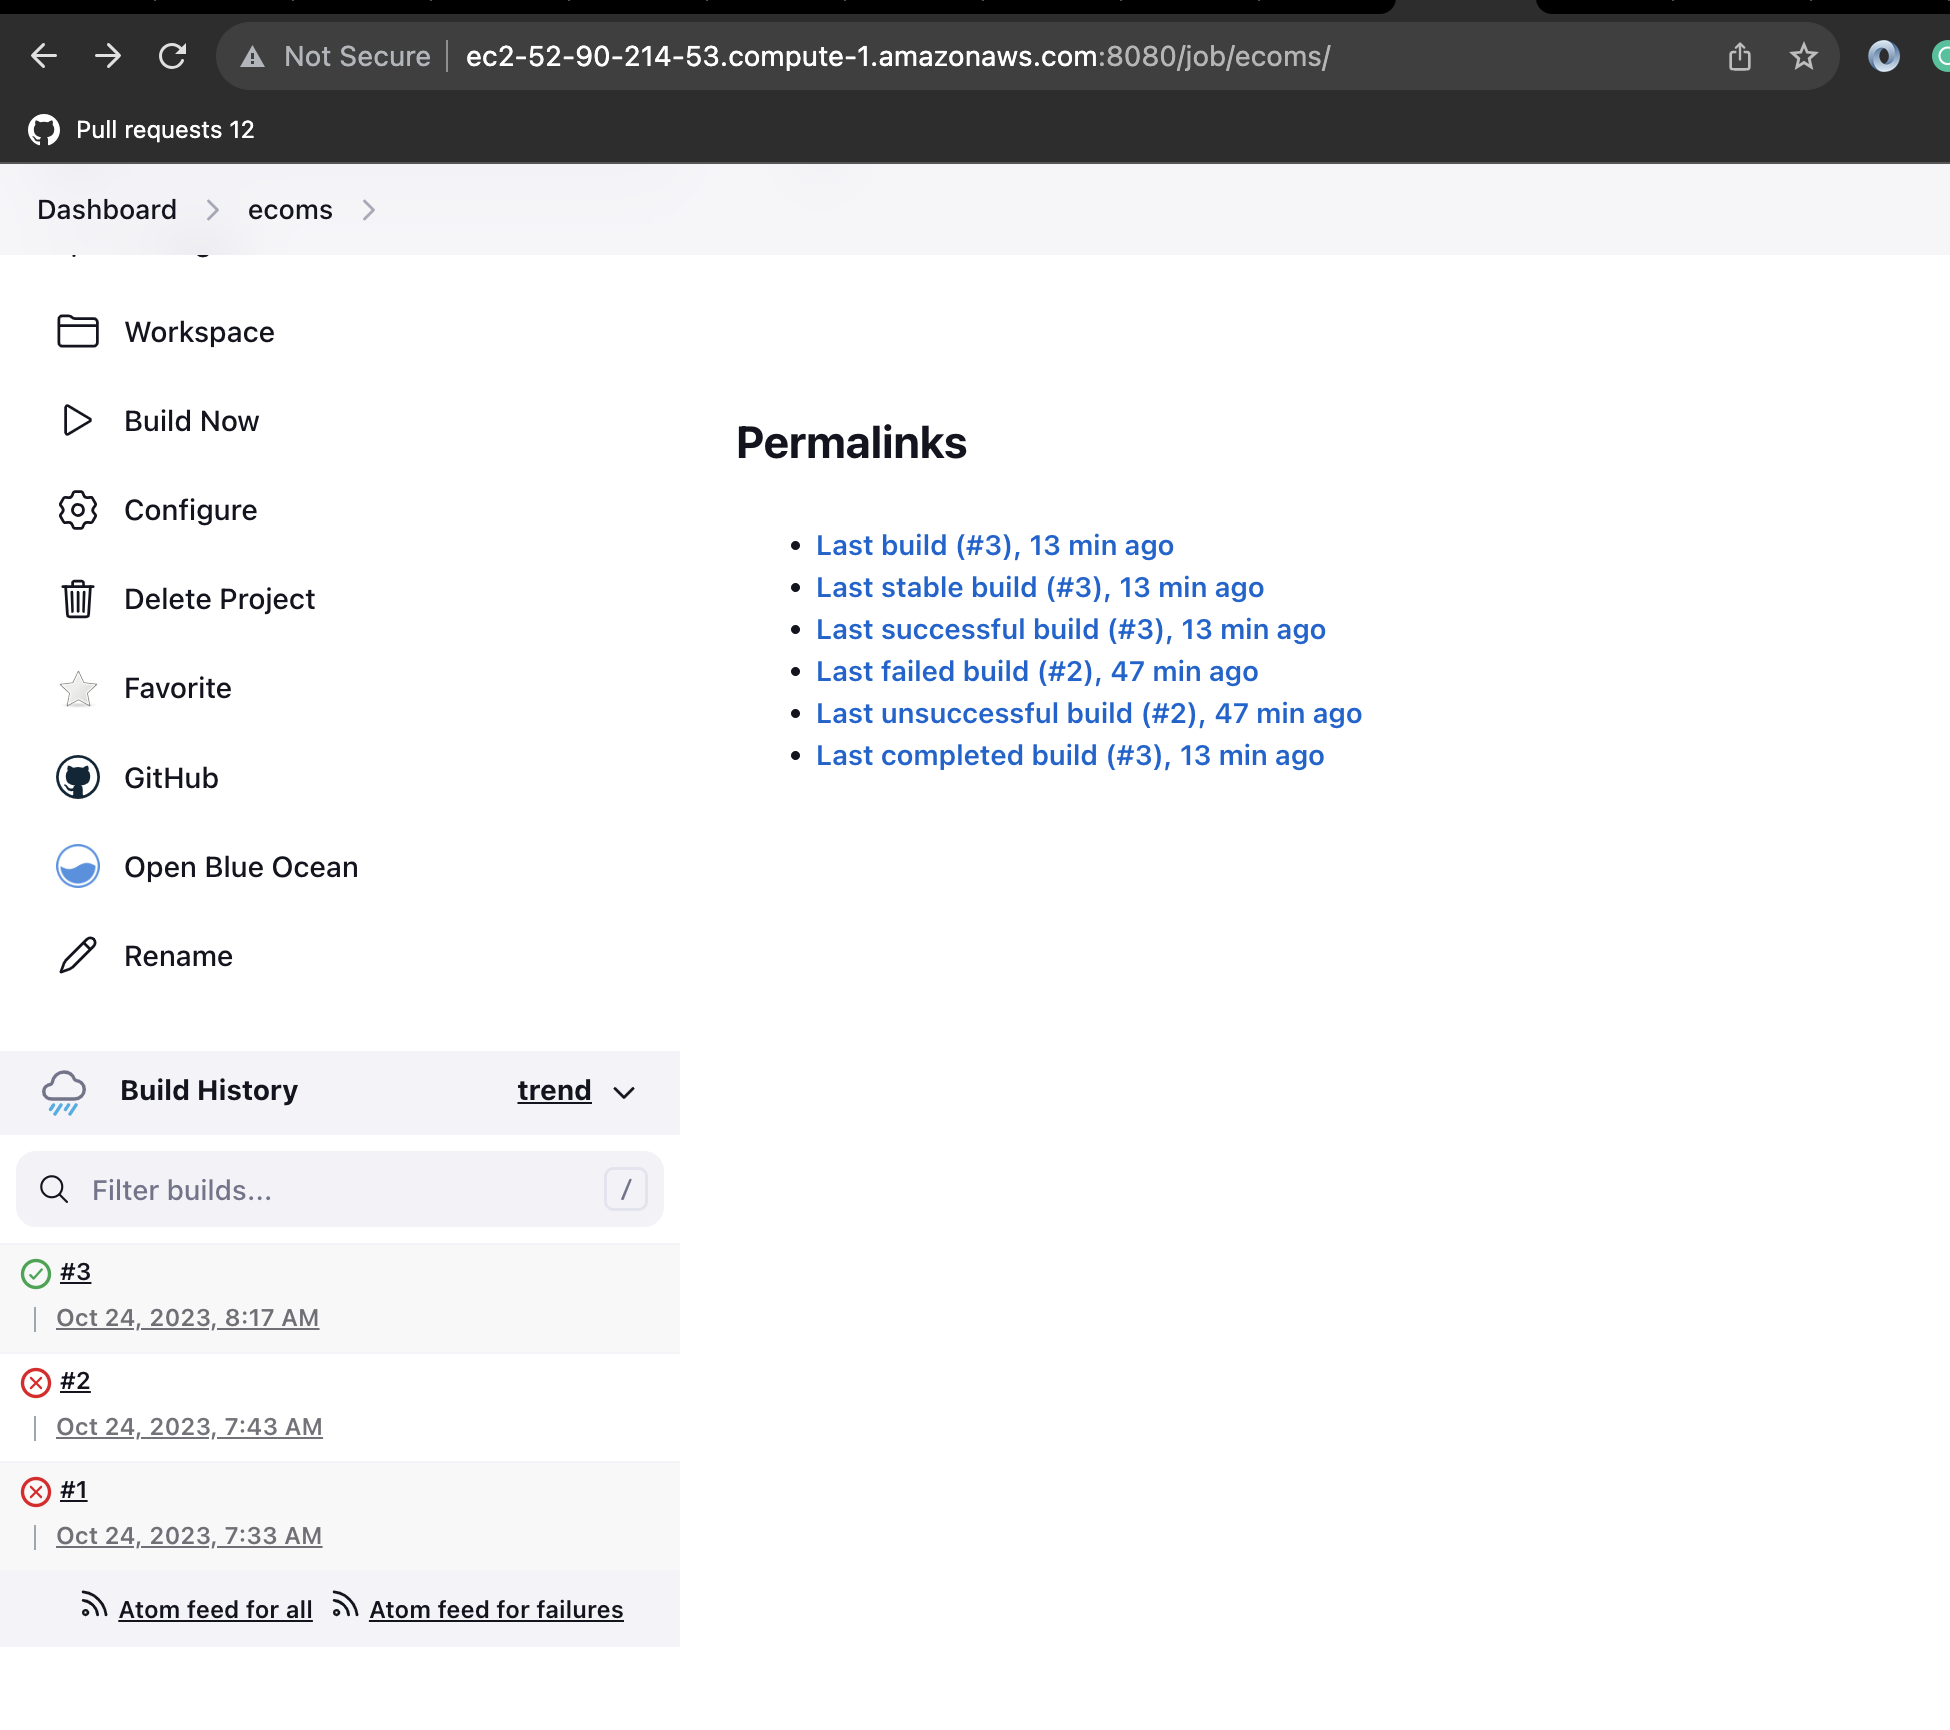 Not Secure ec2-52-90-214-53.compute-1.amazonaws.com:8080/job/ecoms/
Pull requests 12
Dashboard ecoms
Workspace
Build Now
Configure
Delete Project
Favorite
GitHub
Open Blue Ocean
Rename
Permalinks
Last build (#3), 13 min ago
Last stable build (#3), 13 min ago
Last successful build (#3), 13 min ago
Last failed build (#2), 47 min ago
Last unsuccessful build (#2), 47 min ago
Last completed build (#3), 13 min ago
Build History trend
Filter builds... /
#3
Oct 24, 2023, 8:17 AM
#2
Oct 24, 2023, 7:43 AM
#1
Oct 24, 2023, 7:33 AM
Atom feed for all Atom feed for failures